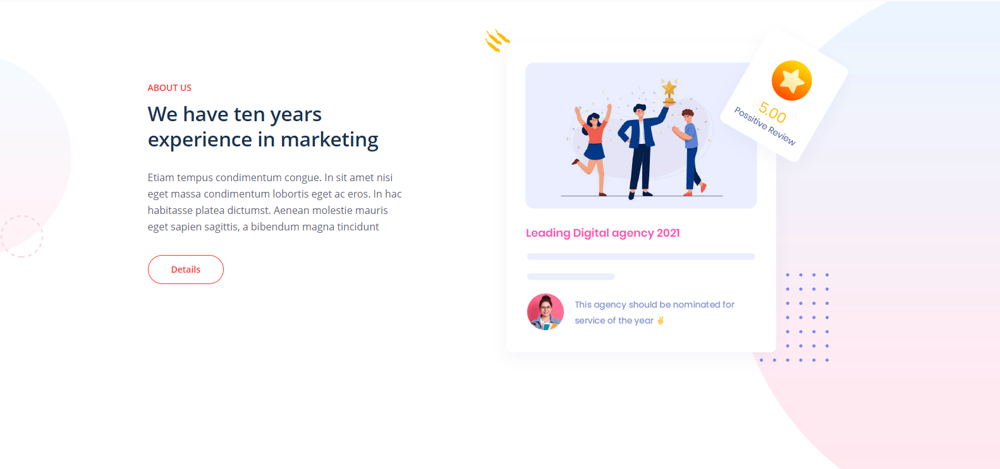 ABOUT US
We have ten years
experience in marketing
Etiam tempus condimentum congue. In sit amet nisi
eget massa condimentum lobortis eget ac eros. In hac
habitasse platea dictumst. Aenean molestie mauris
eget sapien sagittis, a bibendum magna tincidunt
Details
5.00
Possitive Review
Leading Digital agency 2021
This agency should be nominated for
service of the year ✌